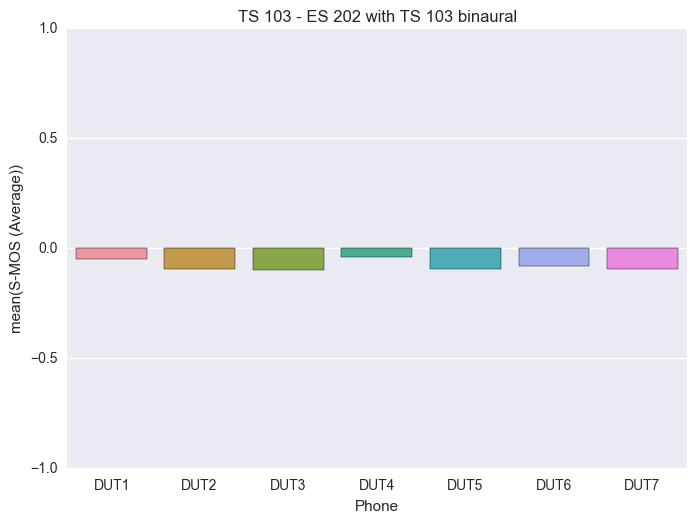 TS 103 - ES 202 with TS 103 binaural
mean(S-MOS (Average))
1.0
0.5
0.0
−0.5
−1.0
DUT1 DUT2 DUT3 DUT4 DUT5 DUT6 DUT7
Phone